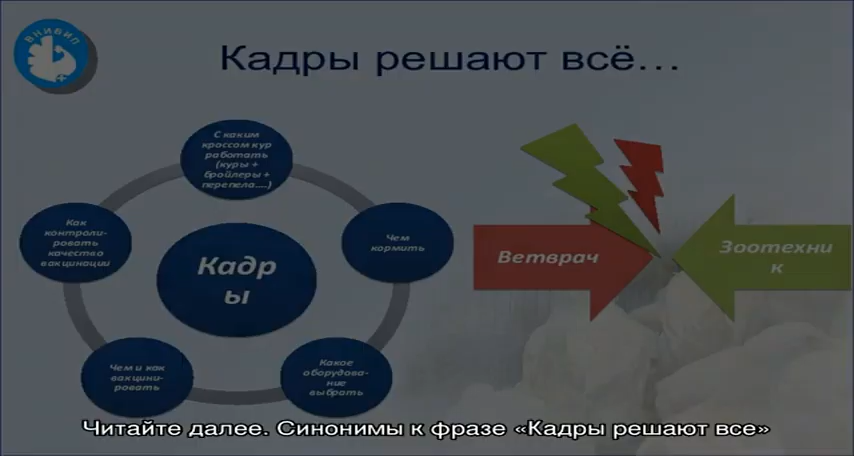 ВНИВИП
Кадры решают всё...
С каким
кроссом кур
работать
(куры +
бройлеры +
перепела....)
Как
контроли-
ровать
качество
вакцинации
Чем
кормить
Кадр
ы
Чем и как
вакцини-
ровать
Какое
оборудова-
ние
выбрать
Ветврач
Зоотехни
к
Читайте далее. Синонимы к фразе «Кадры решают все»